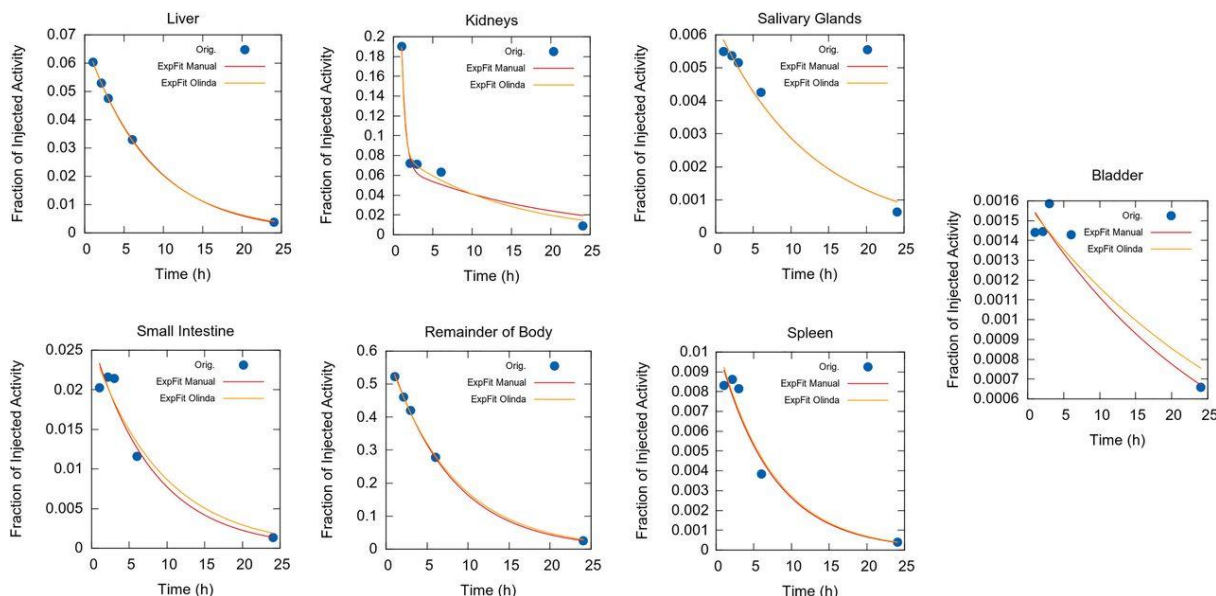 Liver
Fraction of Injected Activity
0.07
0.06
0.05
0.04
0.03
0.02
0.01
0
Orig.
ExpFit Manual
ExpFit Olinda
0 5 10 15 20 25
Time (h)
Kidneys
Fraction of Injected Activity
0.2
0.18
0.16
0.14
0.12
0.1
0.08
0.06
0.04
0.02
0
Orig.
ExpFit Manual
ExpFit Olinda
0 5 10 15 20 25
Time (h)
Salivary Glands
Fraction of Injected Activity
0.006
0.005
0.004
0.003
0.002
0.001
0
Orig.
ExpFit Manual
ExpFit Olinda
0 5 10 15 20 25
Time (h)
Bladder
Fraction of Injected Activity
0.0016
0.0015
0.0014
0.0013
0.0012
0.0011
0.001
0.0009
0.0008
0.0007
0.0006
Orig.
ExpFit Manual
ExpFit Olinda
0 5 10 15 20 25
Time (h)
Small Intestine
Fraction of Injected Activity
0.025
0.02
0.015
0.01
0.005
0
Orig.
ExpFit Manual
ExpFit Olinda
0 5 10 15 20 25
Time (h)
Remainder of Body
Fraction of Injected Activity
0.6
0.5
0.4
0.3
0.2
0.1
0
Orig.
ExpFit Manual
ExpFit Olinda
0 5 10 15 20 25
Time (h)
Spleen
Fraction of Injected Activity
0.01
0.009
0.008
0.007
0.006
0.005
0.004
0.003
0.002
0.001
0
Orig.
ExpFit Manual
ExpFit Olinda
0 5 10 15 20 25
Time (h)